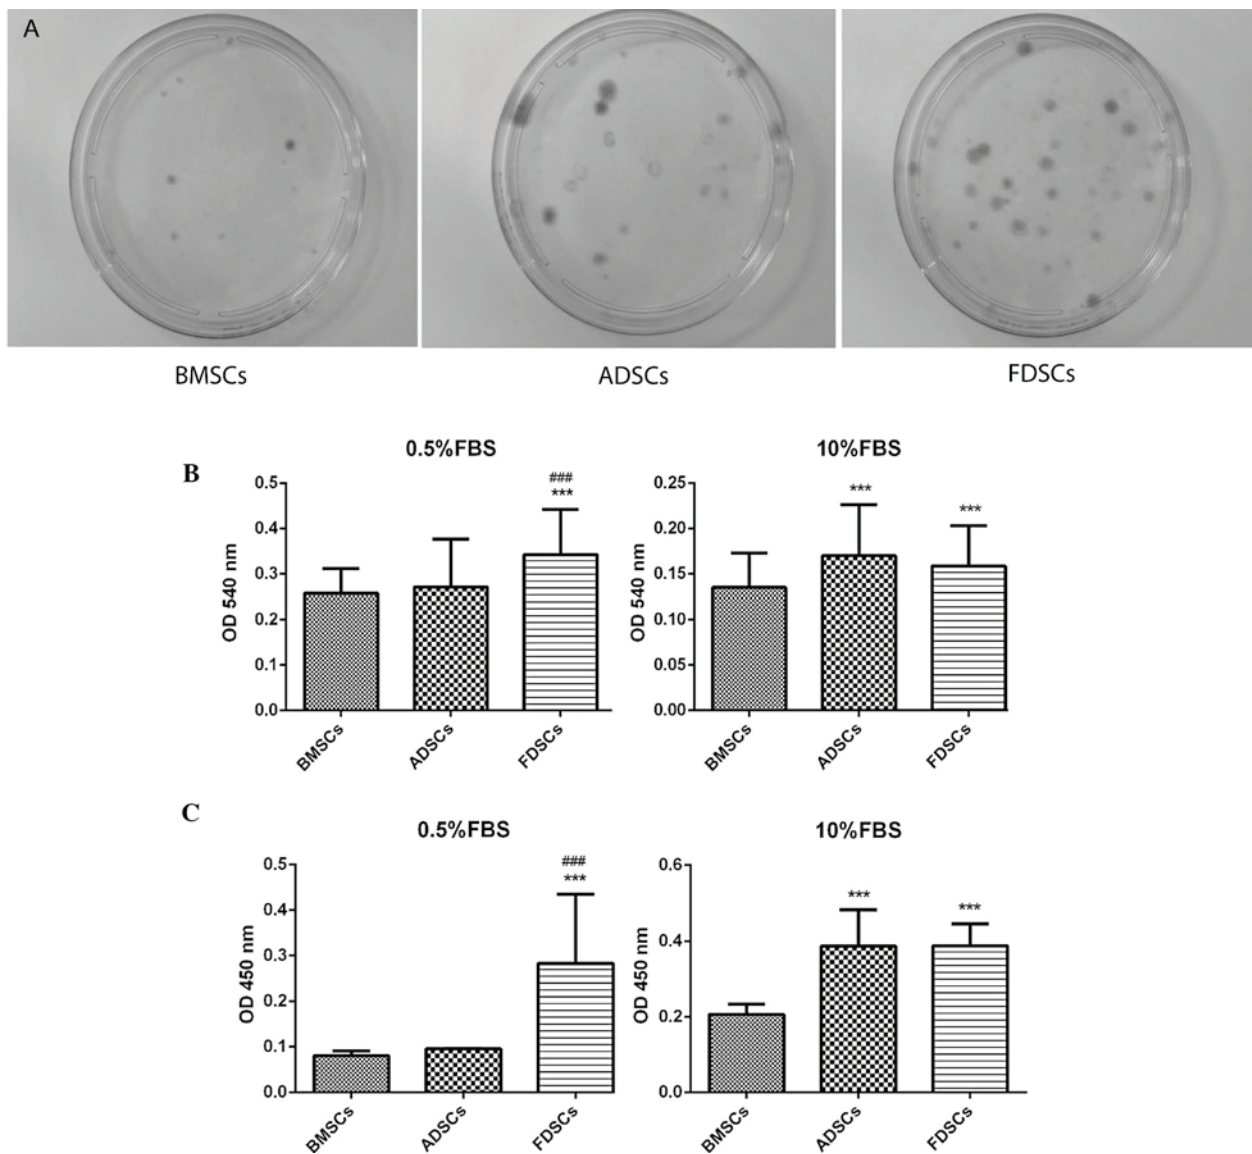 A
BMSCs ADSCs FDSCs
B
0.5%FBS 10%FBS
###
***
*** ***
OD 540 nm
0.5
0.4
0.3
0.2
0.1
0.0
BMSCs ADSCs FDSCs
OD 540 nm
0.25
0.20
0.15
0.10
0.05
0.00
BMSCs ADSCs FDSCs
C
0.5%FBS 10%FBS
###
***
*** ***
OD 450 nm
0.5
0.4
0.3
0.2
0.1
0.0
BMSCs ADSCs FDSCs
OD 450 nm
0.6
0.4
0.2
0.0
BMSCs ADSCs FDSCs